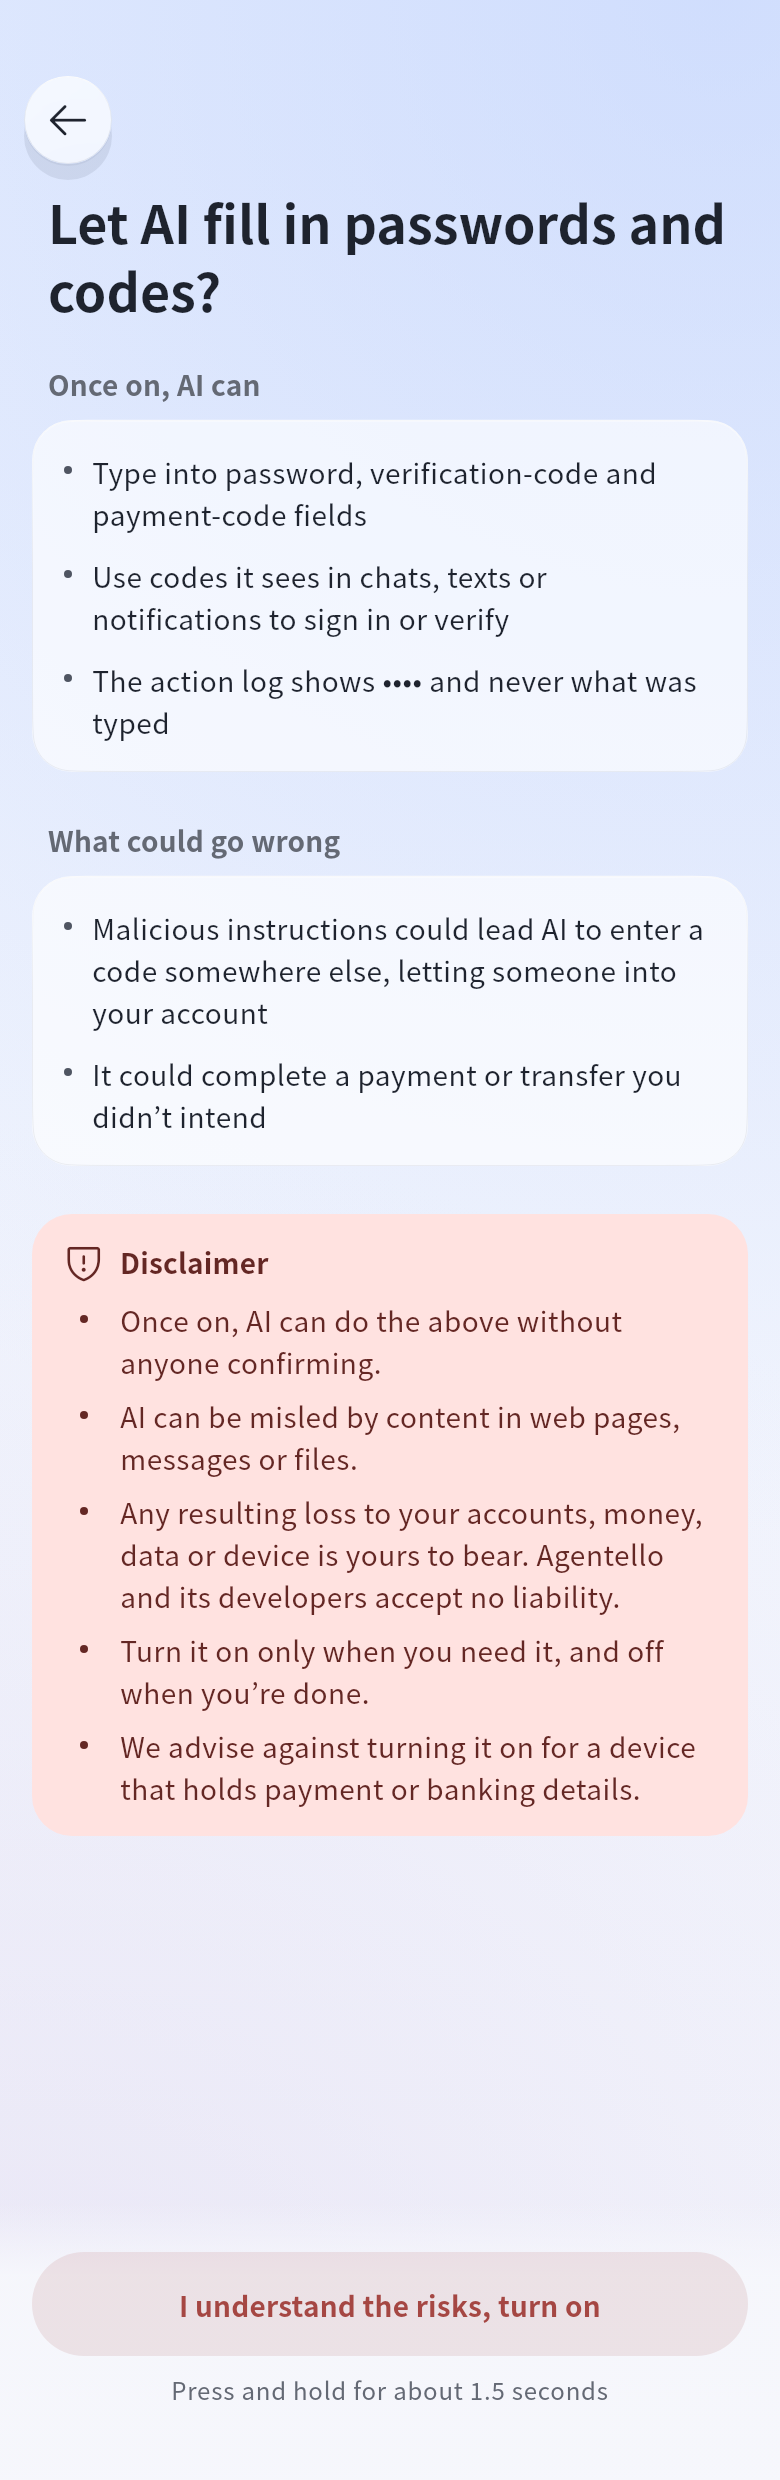 Let AI fill in passwords and
codes?
Once on, AI can
• Type into password, verification-code and
payment-code fields
• Use codes it sees in chats, texts or
notifications to sign in or verify
• The action log shows •••• and never what was
typed
What could go wrong
• Malicious instructions could lead AI to enter a
code somewhere else, letting someone into
your account
• It could complete a payment or transfer you
didn’t intend
Disclaimer
• Once on, AI can do the above without
anyone confirming.
• AI can be misled by content in web pages,
messages or files.
• Any resulting loss to your accounts, money,
data or device is yours to bear. Agentello
and its developers accept no liability.
• Turn it on only when you need it, and off
when you’re done.
• We advise against turning it on for a device
that holds payment or banking details.
I understand the risks, turn on
Press and hold for about 1.5 seconds